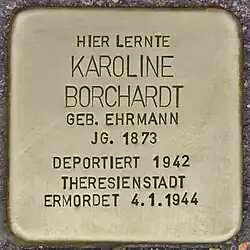 HIER LERNTE
KAROLINE
BORCHARDT
GEB. EHRMANN
JG. 1873
DEPORTIERT 1942
THERESIENSTADT
ERMORDET 4.1.1944